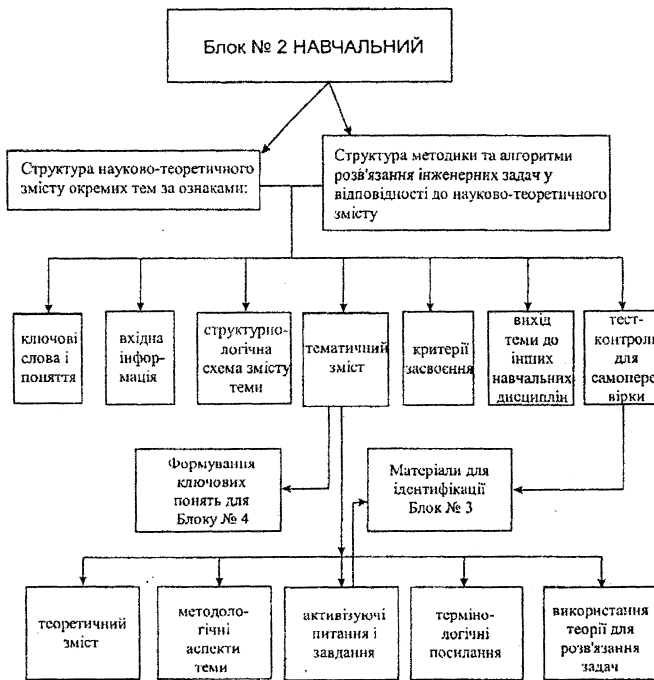 Блок № 2 НАВЧАЛЬНИЙ
Структура науково-теоретичного
змісту окремих тем за ознаками:
Структура методики та алгоритми
розв'язання інженерних задач у
відповідності до науково-теоретичного
змісту
ключові
слова і
поняття
вхідна
інфор-
мація
структурно-
логічна
схема змісту
теми
тематичний
зміст
критерії
засвоєння
вихід
теми до
інших
навчальних
дисциплін
тест-
контроль
для
самопере
вірки
Формування
ключових
понять для
Блоку № 4
Матеріали для
ідентифікації
Блок № 3
теоретичний
зміст
методоло-
гічні
аспекти
теми
активізуючі
питання і
завдання
терміно-
логічні
посилання
використання
теорії для
розв'язання
задач